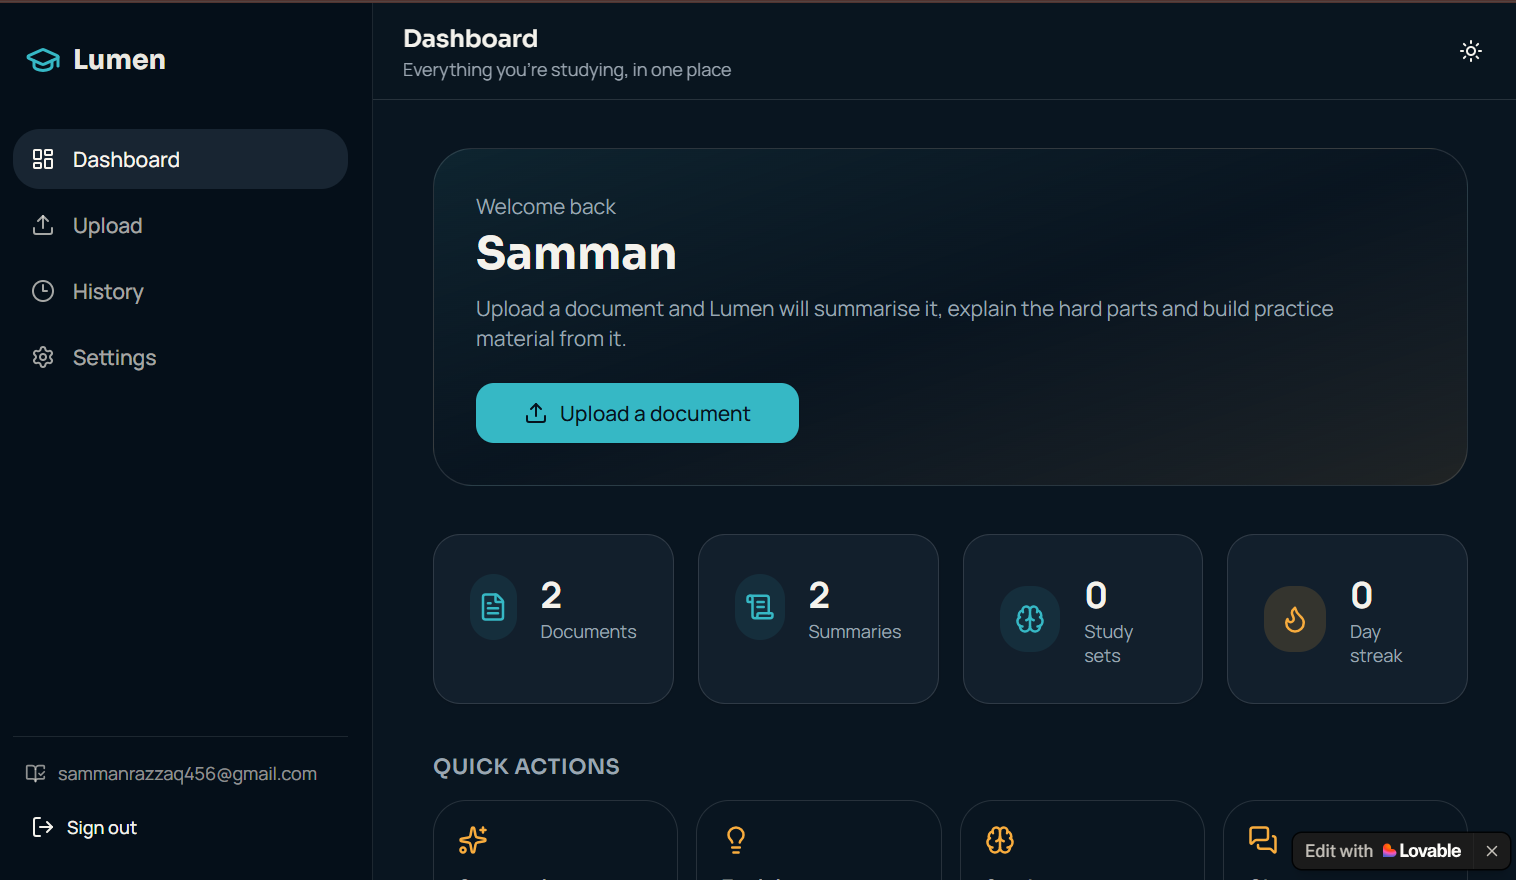 Lumen
Dashboard
Upload
History
Settings
sammanrazzaq456@gmail.com
Sign out
Dashboard
Everything you're studying, in one place
Welcome back
Samman
Upload a document and Lumen will summarise it, explain the hard parts and build practice
material from it.
Upload a document
2
Documents
2
Summaries
0
Study
sets
0
Day
streak
QUICK ACTIONS
Edit with Lovable